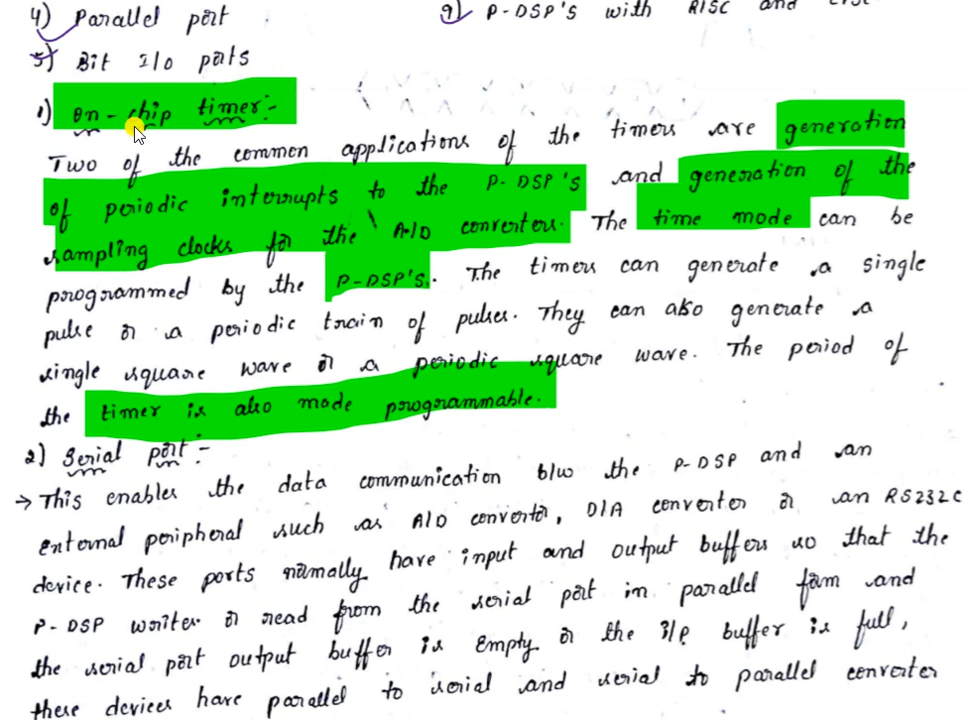 4) Parallel port
9) P-DSP's with RISC and
5) Bit I/o ports
1) on-chip timer:-
Two of the common applications of the timers are generation
of periodic interrupts to the P-DSP's and generation of the
sampling clocks for the A/D converters. The time mode can be
programmed by the P-DSP's. The timers can generate a single
pulse or a periodic train of pulses. They can also generate a
single square wave or a periodic square wave. The period of
the timer is also made programmable.
2) Serial port:-
→ This enables the data communication b/w the P-DSP and an
external peripheral such as A/D converter, D/A converter or an RS232C
device. These ports normally have input and output buffers so that the
P-DSP writes or read from the serial port in parallel form and
the serial port output buffer is Empty or the i/p buffer is full,
these devices have parallel to serial and serial to parallel converter